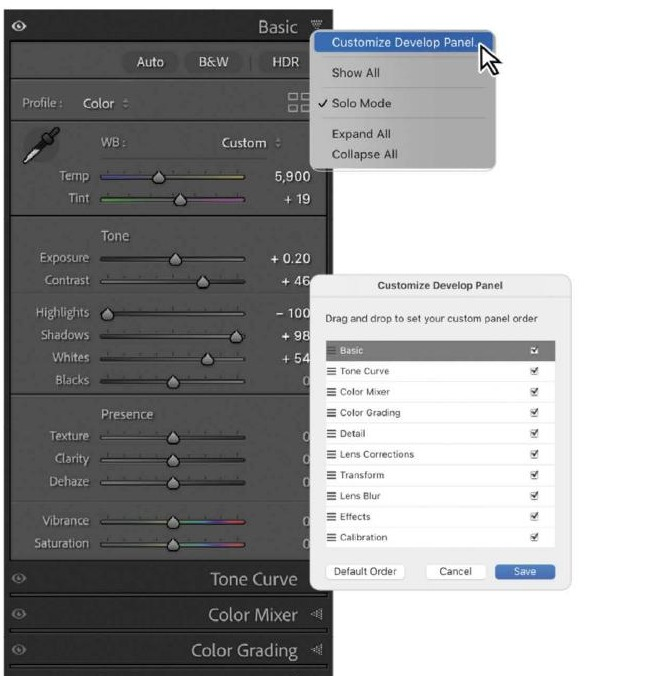 Basic
Auto B&W HDR
Profile : Color
WB : Custom
Temp 5,900
Tint + 19
Tone
Exposure + 0.20
Contrast + 46
Highlights – 100
Shadows + 98
Whites + 54
Blacks 0
Presence
Texture 0
Clarity 0
Dehaze 0
Vibrance 0
Saturation 0
Tone Curve
Color Mixer
Color Grading
Customize Develop Panel...
Show All
✓ Solo Mode
Expand All
Collapse All
Customize Develop Panel
Drag and drop to set your custom panel order
Basic
Tone Curve
Color Mixer
Color Grading
Detail
Lens Corrections
Transform
Lens Blur
Effects
Calibration
Default Order Cancel Save